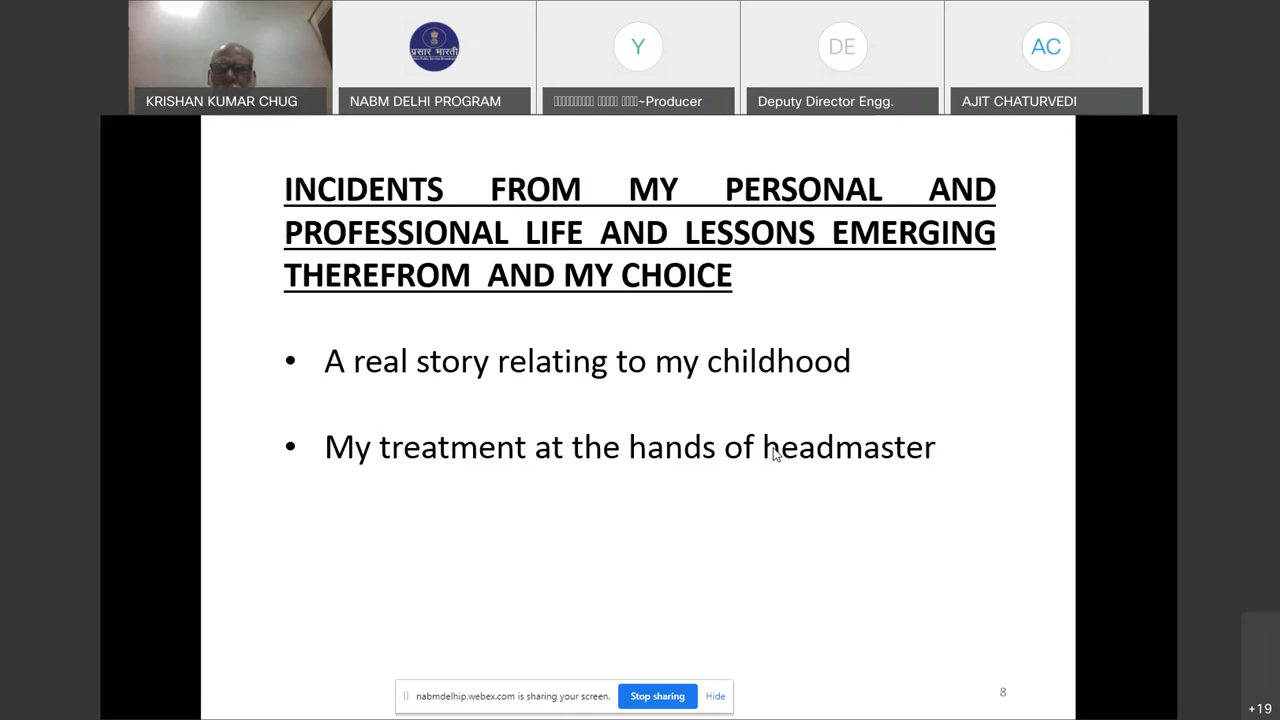 KRISHAN KUMAR CHUG
प्रसार भारती
NABM DELHI PROGRAM
Y
~Producer
DE
Deputy Director Engg.
AC
AJIT CHATURVEDI
INCIDENTS FROM MY PERSONAL AND
PROFESSIONAL LIFE AND LESSONS EMERGING
THEREFROM AND MY CHOICE
• A real story relating to my childhood
• My treatment at the hands of headmaster
nabmdelhip.webex.com is sharing your screen.
Stop sharing
Hide
8
+19